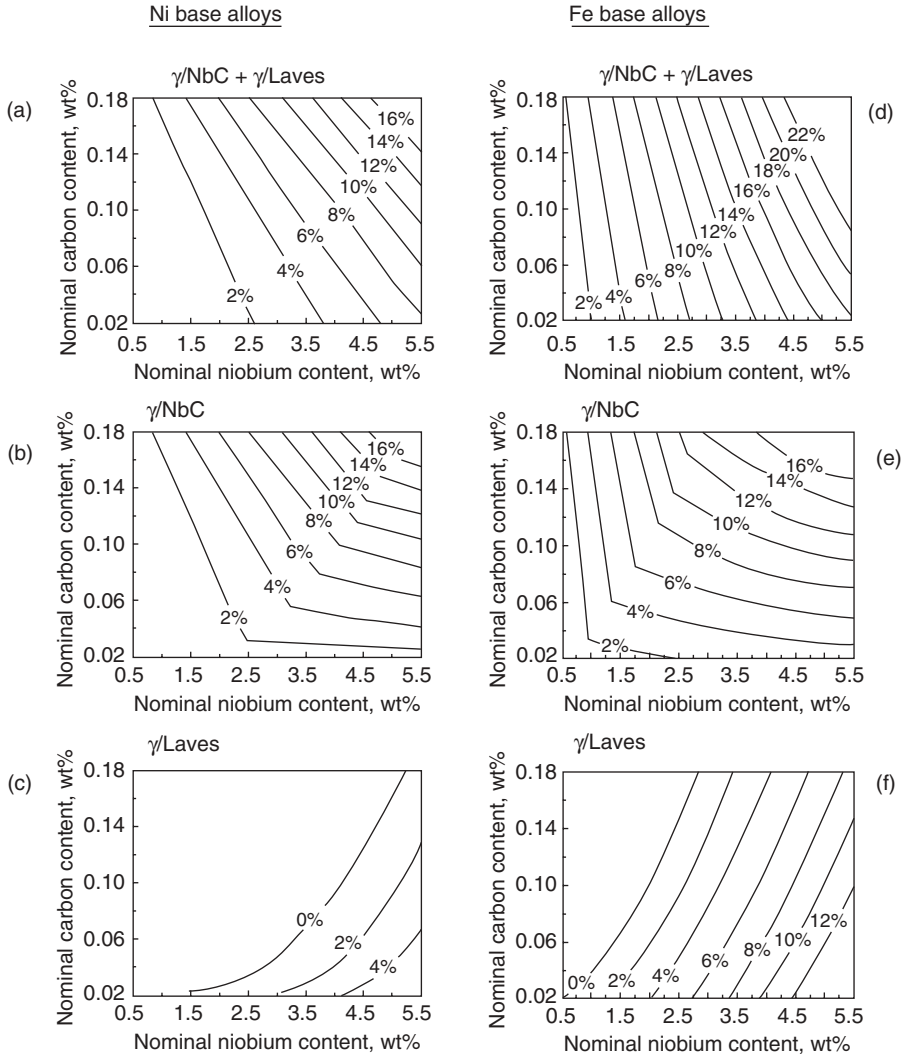 Ni base alloys
Fe base alloys
(a)
γ/NbC + γ/Laves
Nominal carbon content, wt%
0.18
0.14
0.10
0.06
0.02
2%
4%
6%
8%
10%
12%
14%
16%
0.5 1.5 2.5 3.5 4.5 5.5
Nominal niobium content, wt%
(d)
γ/NbC + γ/Laves
Nominal carbon content, wt%
0.18
0.14
0.10
0.06
0.02
2%
4%
6%
8%
10%
12%
14%
16%
18%
20%
22%
0.5 1.5 2.5 3.5 4.5 5.5
Nominal niobium content, wt%
(b)
γ/NbC
Nominal carbon content, wt%
0.18
0.14
0.10
0.06
0.02
2%
4%
6%
8%
10%
12%
14%
16%
0.5 1.5 2.5 3.5 4.5 5.5
Nominal niobium content, wt%
(e)
γ/NbC
Nominal carbon content, wt%
0.18
0.14
0.10
0.06
0.02
2%
4%
6%
8%
10%
12%
14%
16%
0.5 1.5 2.5 3.5 4.5 5.5
Nominal niobium content, wt%
(c)
γ/Laves
Nominal carbon content, wt%
0.18
0.14
0.10
0.06
0.02
0%
2%
4%
0.5 1.5 2.5 3.5 4.5 5.5
Nominal niobium content, wt%
(f)
γ/Laves
Nominal carbon content, wt%
0.18
0.14
0.10
0.06
0.02
0%
2%
4%
6%
8%
10%
12%
0.5 1.5 2.5 3.5 4.5 5.5
Nominal niobium content, wt%